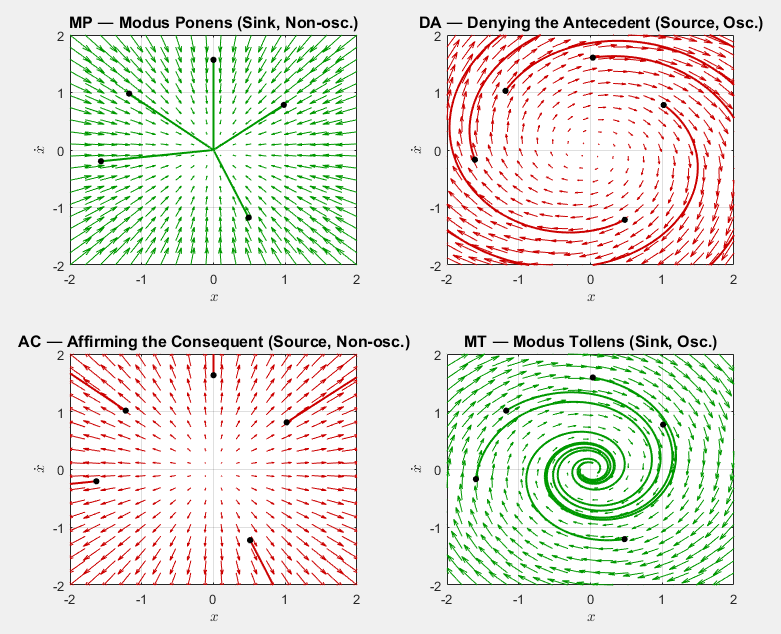 MP — Modus Ponens (Sink, Non-osc.)
2
1
0
-1
-2
ẋ
-2 -1 0 1 2
x
DA — Denying the Antecedent (Source, Osc.)
2
1
0
-1
-2
ẋ
-2 -1 0 1 2
x
AC — Affirming the Consequent (Source, Non-osc.)
2
1
0
-1
-2
ẋ
-2 -1 0 1 2
x
MT — Modus Tollens (Sink, Osc.)
2
1
0
-1
-2
ẋ
-2 -1 0 1 2
x